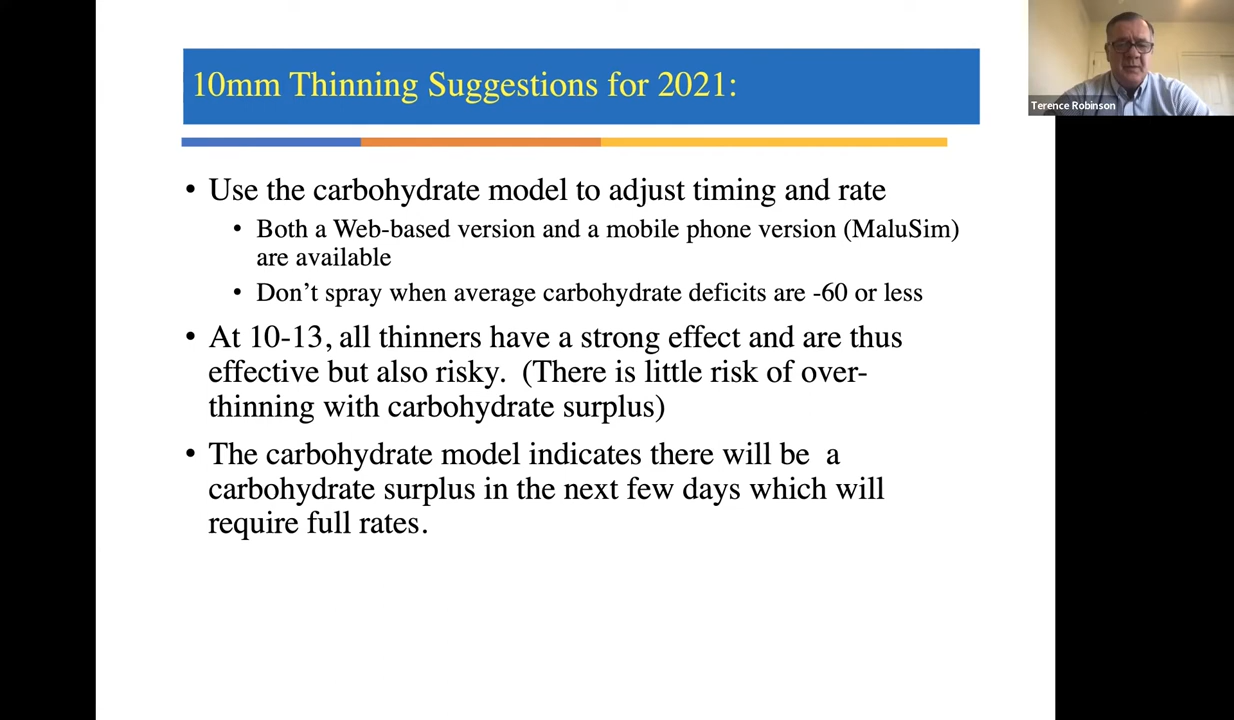 10mm Thinning Suggestions for 2021:
• Use the carbohydrate model to adjust timing and rate
• Both a Web-based version and a mobile phone version (MaluSim)
are available
• Don’t spray when average carbohydrate deficits are -60 or less
• At 10-13, all thinners have a strong effect and are thus
effective but also risky.  (There is little risk of over-
thinning with carbohydrate surplus)
• The carbohydrate model indicates there will be  a
carbohydrate surplus in the next few days which will
require full rates.
Terence Robinson